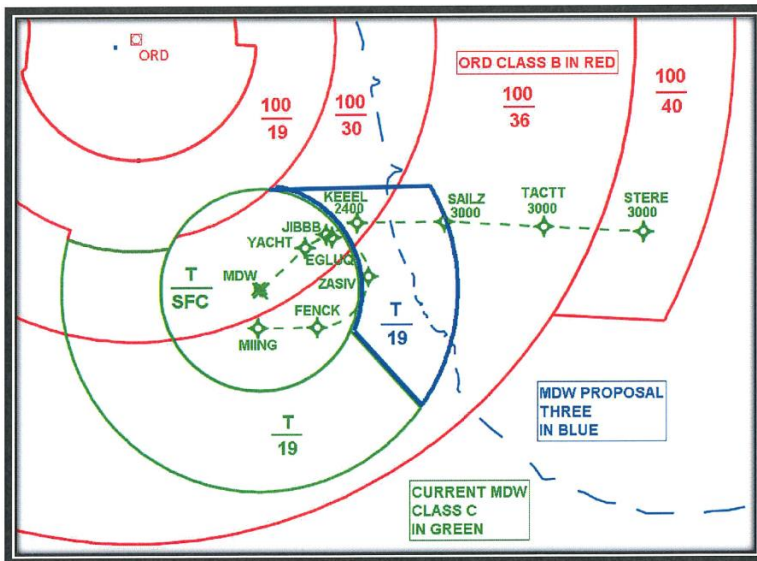 ORD
ORD CLASS B IN RED
100
19
100
30
100
36
100
40
KEEEL
2400
SAILZ
3000
TACTT
3000
STERE
3000
JIBBB
YACHT
EGLUQ
ZASIV
MDW
T
SFC
FENCK
MIING
T
19
T
19
MDW PROPOSAL
THREE
IN BLUE
CURRENT MDW
CLASS C
IN GREEN